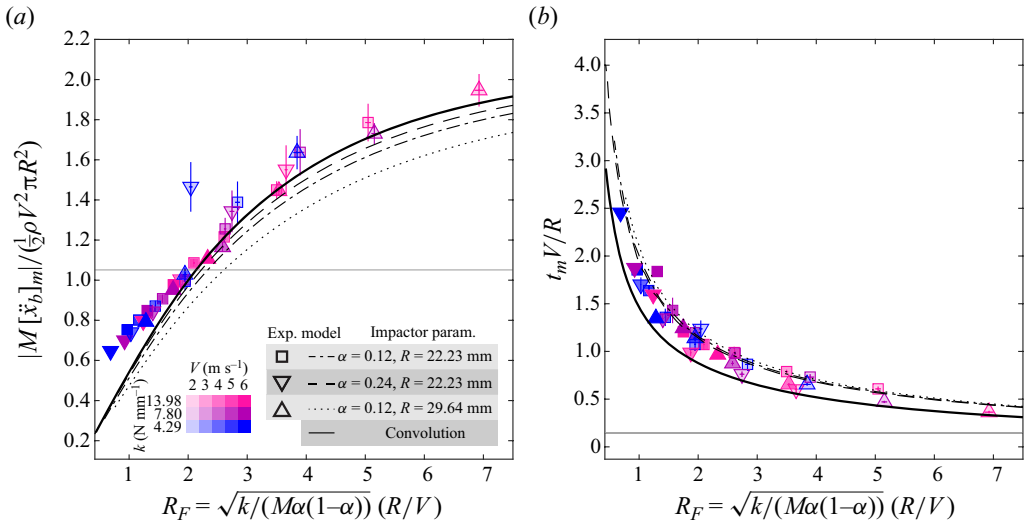 (a)
(b)
2.2
2.0
1.8
1.6
1.4
1.2
1.0
0.8
0.6
0.4
0.2
|M [ẍ_b]_m|/(½ρV²πR²)
1 2 3 4 5 6 7
R_F = √k/(Mα(1–α)) (R/V)
V (m s⁻¹)
2 3 4 5 6
13.98
7.80
4.29
k (N mm⁻¹)
Exp. model Impactor param.
α = 0.12, R = 22.23 mm
α = 0.24, R = 22.23 mm
α = 0.12, R = 29.64 mm
Convolution
4.0
3.5
3.0
2.5
2.0
1.5
1.0
0.5
0
t_m V/R
1 2 3 4 5 6 7
R_F = √k/(Mα(1–α)) (R/V)